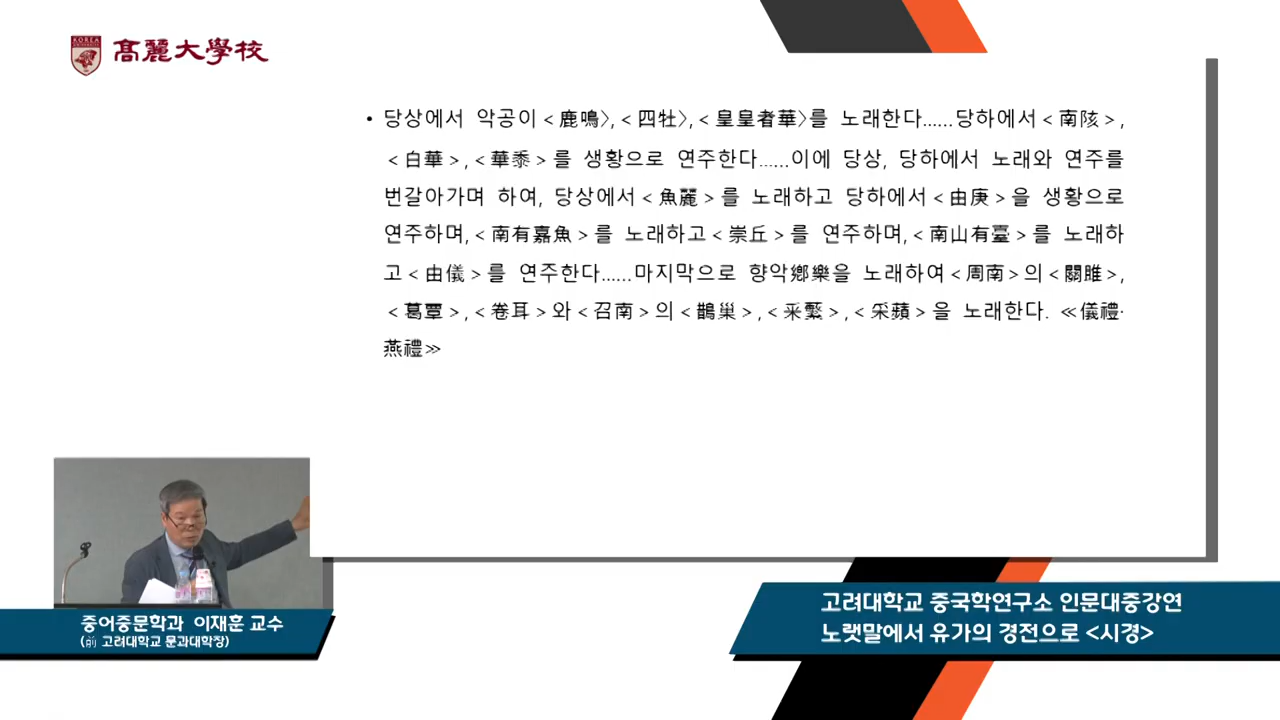 KOREA
UNIVERSITY
高麗大學校
• 당상에서 악공이<鹿鳴〉,<四牡〉,<皇皇者華〉를 노래한다……당하에서<南陔>,
<白華>,<華黍>를 생황으로 연주한다……이에 당상, 당하에서 노래와 연주를
번갈아가며 하여, 당상에서<魚麗>를 노래하고 당하에서<由庚>을 생황으로
연주하며,<南有嘉魚>를 노래하고<崇丘>를 연주하며,<南山有臺>를 노래하
고<由儀>를 연주한다……마지막으로 향악鄕樂을 노래하여<周南>의<關雎>,
<葛覃>,<卷耳>와<召南>의<鵲巢>,<采蘩>,<采蘋>을 노래한다. ≪儀禮·
燕禮≫
중어중문학과 이재훈 교수
(前 고려대학교 문과대학장)
고려대학교 중국학연구소 인문대중강연
노랫말에서 유가의 경전으로 <시경>